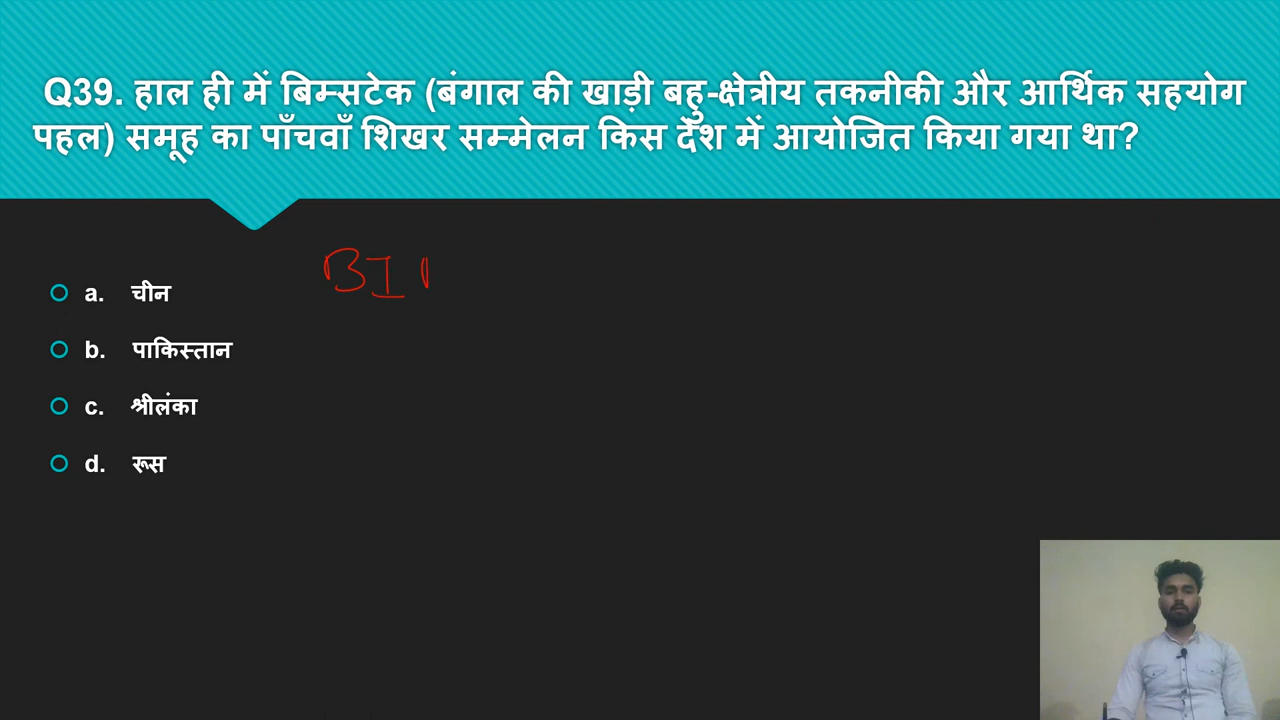 Q39. हाल ही में बिम्सटेक (बंगाल की खाड़ी बहु-क्षेत्रीय तकनीकी और आर्थिक सहयोग
पहल) समूह का पाँचवाँ शिखर सम्मेलन किस देश में आयोजित किया गया था?
BI
a. चीन
b. पाकिस्तान
c. श्रीलंका
d. रूस